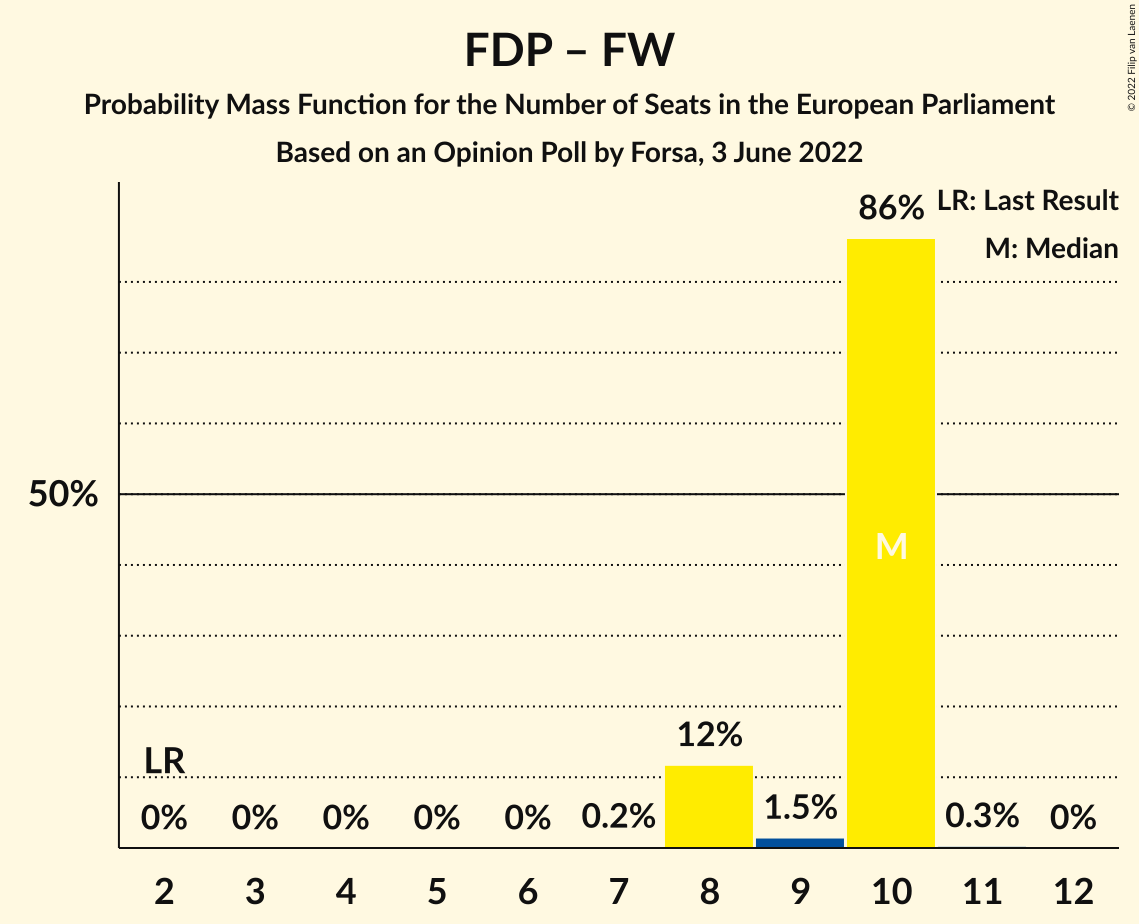 FDP – FW
Probability Mass Function for the Number of Seats in the European Parliament
Based on an Opinion Poll by Forsa, 3 June 2022
© 2022 Filip van Laenen
LR: Last Result
M: Median
86%
50%
M
12%
LR
0% 0% 0% 0% 0% 0.2% 1.5% 0.3% 0%
2 3 4 5 6 7 8 9 10 11 12